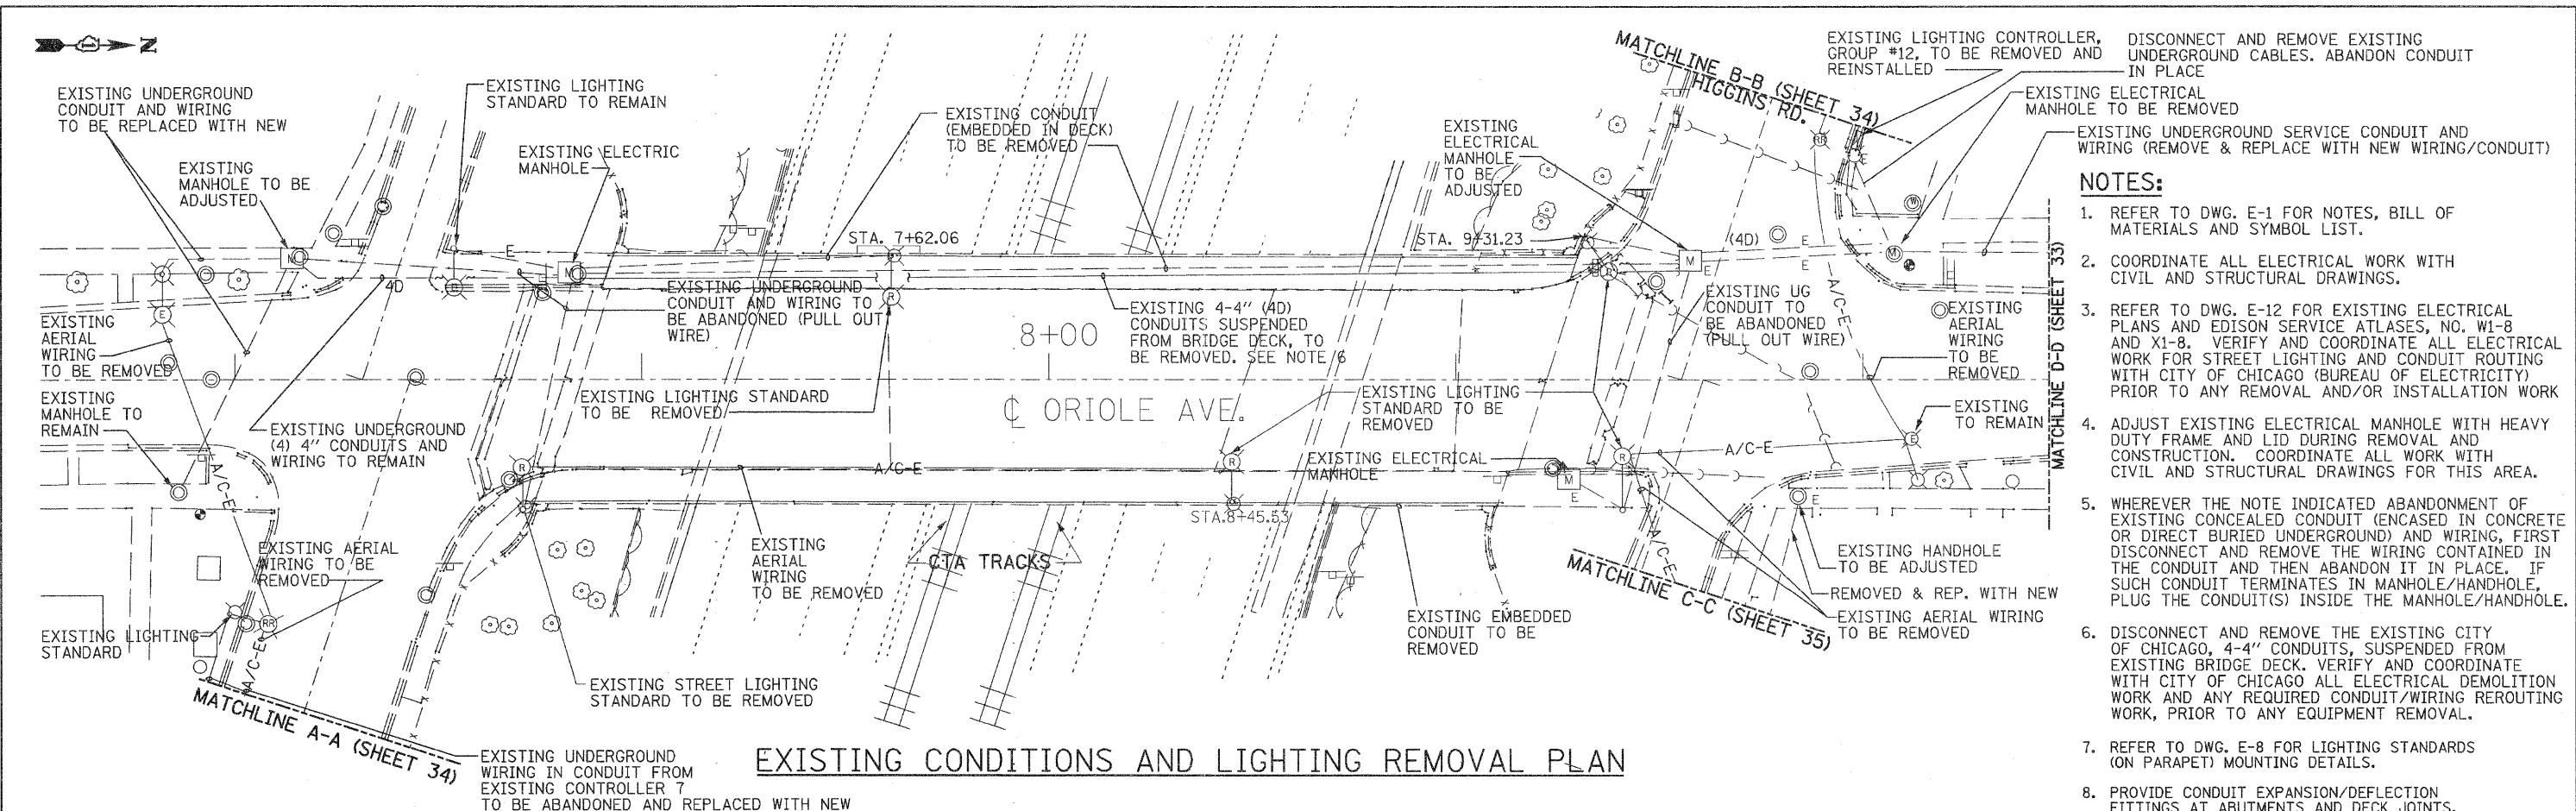 N
EXISTING UNDERGROUND
CONDUIT AND WIRING
TO BE REPLACED WITH NEW
EXISTING
MANHOLE TO BE
ADJUSTED
EXISTING LIGHTING
STANDARD TO REMAIN
EXISTING ELECTRIC
MANHOLE
EXISTING CONDUIT
(EMBEDDED IN DECK)
TO BE REMOVED
STA. 7+62.06
EXISTING
ELECTRICAL
MANHOLE
TO BE
ADJUSTED
STA. 9+31.23
MATCHLINE B-B (SHEET 34)
HIGGINS RD.
EXISTING LIGHTING CONTROLLER,
GROUP #12, TO BE REMOVED AND
REINSTALLED
DISCONNECT AND REMOVE EXISTING
UNDERGROUND CABLES. ABANDON CONDUIT
IN PLACE
EXISTING ELECTRICAL
MANHOLE TO BE REMOVED
EXISTING UNDERGROUND SERVICE CONDUIT AND
WIRING (REMOVE & REPLACE WITH NEW WIRING/CONDUIT)
E
M
M
(4D)
M
E
E
E
RR
W
M
4D
E
R
R
EXISTING
AERIAL
WIRING
TO BE REMOVED
E
EXISTING UNDERGROUND
CONDUIT AND WIRING TO
BE ABANDONED (PULL OUT
WIRE)
8+00
EXISTING 4-4" (4D)
CONDUITS SUSPENDED
FROM BRIDGE DECK, TO
BE REMOVED. SEE NOTE 6
EXISTING UG
CONDUIT TO
BE ABANDONED
(PULL OUT WIRE)
A/C-E
EXISTING
AERIAL
WIRING
TO BE
REMOVED
MATCHLINE D-D (SHEET 33)
EXISTING
MANHOLE TO
REMAIN
EXISTING UNDERGROUND
(4) 4" CONDUITS AND
WIRING TO REMAIN
EXISTING LIGHTING STANDARD
TO BE REMOVED
℄ ORIOLE AVE.
EXISTING LIGHTING
STANDARD TO BE
REMOVED
EXISTING
TO REMAIN
E
A/C-E
A/C-E
R
A/C-E
R
EXISTING ELECTRICAL
MANHOLE
M
E
R
E
STA.8+45.53
EXISTING AERIAL
WIRING TO BE
REMOVED
RR
EXISTING LIGHTING
STANDARD
A/C-E
MATCHLINE A-A (SHEET 34)
EXISTING
AERIAL
WIRING
TO BE REMOVED
CTA TRACKS
EXISTING STREET LIGHTING
STANDARD TO BE REMOVED
EXISTING EMBEDDED
CONDUIT TO BE
REMOVED
A/C-E
MATCHLINE C-C (SHEET 35)
EXISTING HANDHOLE
TO BE ADJUSTED
REMOVED & REP. WITH NEW
EXISTING AERIAL WIRING
TO BE REMOVED
EXISTING UNDERGROUND
WIRING IN CONDUIT FROM
EXISTING CONTROLLER 7
TO BE ABANDONED AND REPLACED WITH NEW
EXISTING CONDITIONS AND LIGHTING REMOVAL PLAN
NOTES:
1. REFER TO DWG. E-1 FOR NOTES, BILL OF
MATERIALS AND SYMBOL LIST.
2. COORDINATE ALL ELECTRICAL WORK WITH
CIVIL AND STRUCTURAL DRAWINGS.
3. REFER TO DWG. E-12 FOR EXISTING ELECTRICAL
PLANS AND EDISON SERVICE ATLASES, NO. W1-8
AND X1-8. VERIFY AND COORDINATE ALL ELECTRICAL
WORK FOR STREET LIGHTING AND CONDUIT ROUTING
WITH CITY OF CHICAGO (BUREAU OF ELECTRICITY)
PRIOR TO ANY REMOVAL AND/OR INSTALLATION WORK
4. ADJUST EXISTING ELECTRICAL MANHOLE WITH HEAVY
DUTY FRAME AND LID DURING REMOVAL AND
CONSTRUCTION. COORDINATE ALL WORK WITH
CIVIL AND STRUCTURAL DRAWINGS FOR THIS AREA.
5. WHEREVER THE NOTE INDICATED ABANDONMENT OF
EXISTING CONCEALED CONDUIT (ENCASED IN CONCRETE
OR DIRECT BURIED UNDERGROUND) AND WIRING, FIRST
DISCONNECT AND REMOVE THE WIRING CONTAINED IN
THE CONDUIT AND THEN ABANDON IT IN PLACE. IF
SUCH CONDUIT TERMINATES IN MANHOLE/HANDHOLE,
PLUG THE CONDUIT(S) INSIDE THE MANHOLE/HANDHOLE.
6. DISCONNECT AND REMOVE THE EXISTING CITY
OF CHICAGO, 4-4" CONDUITS, SUSPENDED FROM
EXISTING BRIDGE DECK. VERIFY AND COORDINATE
WITH CITY OF CHICAGO ALL ELECTRICAL DEMOLITION
WORK AND ANY REQUIRED CONDUIT/WIRING REROUTING
WORK, PRIOR TO ANY EQUIPMENT REMOVAL.
7. REFER TO DWG. E-8 FOR LIGHTING STANDARDS
(ON PARAPET) MOUNTING DETAILS.
8. PROVIDE CONDUIT EXPANSION/DEFLECTION
FITTINGS AT ABUTMENTS AND DECK JOINTS.